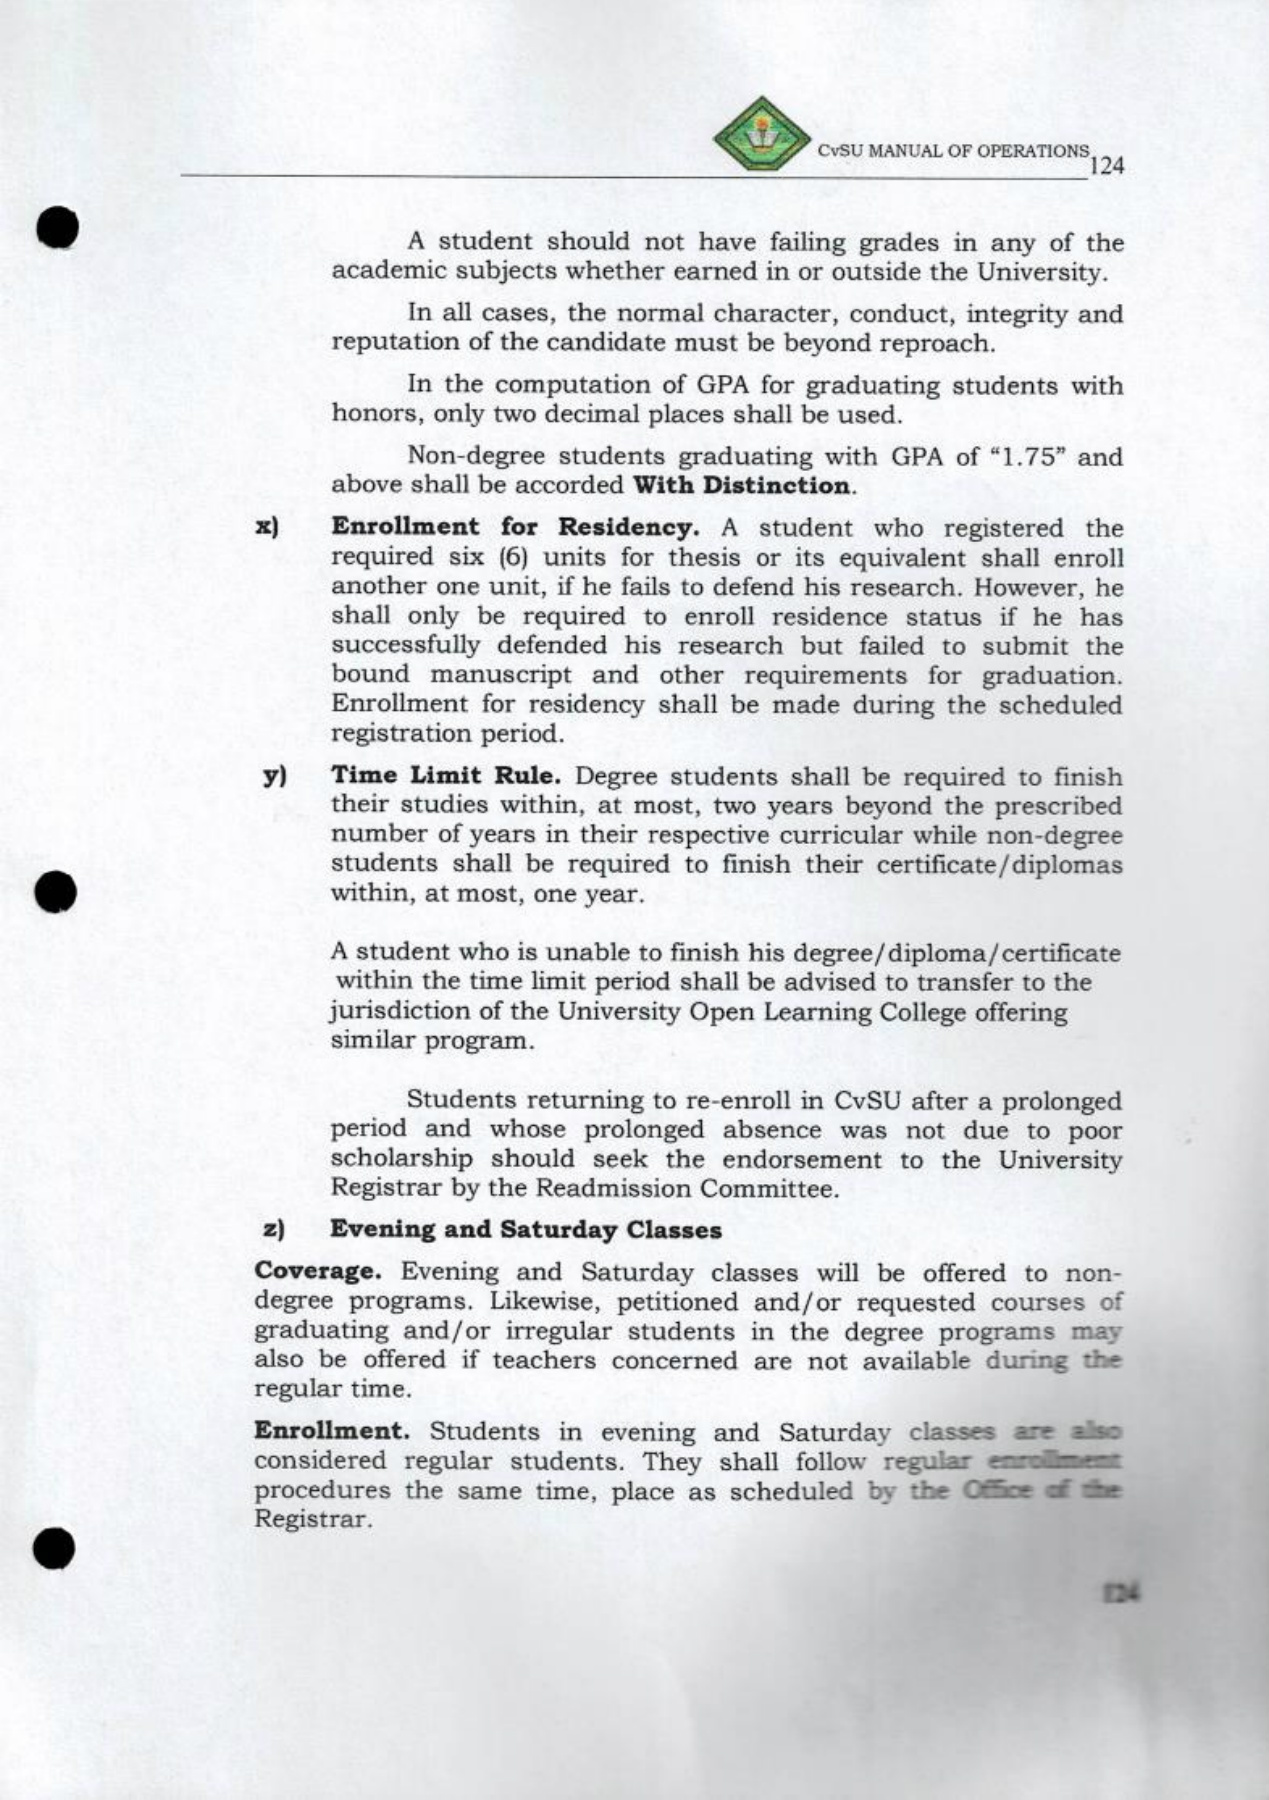 CvSU MANUAL OF OPERATIONS
124
A student should not have failing grades in any of the
academic subjects whether earned in or outside the University.
In all cases, the normal character, conduct, integrity and
reputation of the candidate must be beyond reproach.
In the computation of GPA for graduating students with
honors, only two decimal places shall be used.
Non-degree students graduating with GPA of “1.75” and
above shall be accorded With Distinction.
x) Enrollment for Residency. A student who registered the
required six (6) units for thesis or its equivalent shall enroll
another one unit, if he fails to defend his research. However, he
shall only be required to enroll residence status if he has
successfully defended his research but failed to submit the
bound manuscript and other requirements for graduation.
Enrollment for residency shall be made during the scheduled
registration period.
y) Time Limit Rule. Degree students shall be required to finish
their studies within, at most, two years beyond the prescribed
number of years in their respective curricular while non-degree
students shall be required to finish their certificate/diplomas
within, at most, one year.
A student who is unable to finish his degree/diploma/certificate
within the time limit period shall be advised to transfer to the
jurisdiction of the University Open Learning College offering
similar program.
Students returning to re-enroll in CvSU after a prolonged
period and whose prolonged absence was not due to poor
scholarship should seek the endorsement to the University
Registrar by the Readmission Committee.
z) Evening and Saturday Classes
Coverage. Evening and Saturday classes will be offered to non-
degree programs. Likewise, petitioned and/or requested courses of
graduating and/or irregular students in the degree programs may
also be offered if teachers concerned are not available during the
regular time.
Enrollment. Students in evening and Saturday classes are also
considered regular students. They shall follow regular enrollment
procedures the same time, place as scheduled by the Office of the
Registrar.
124